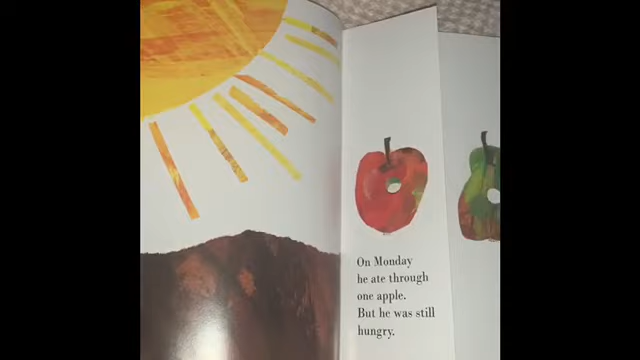 On Monday
he ate through
one apple.
But he was still
hungry.